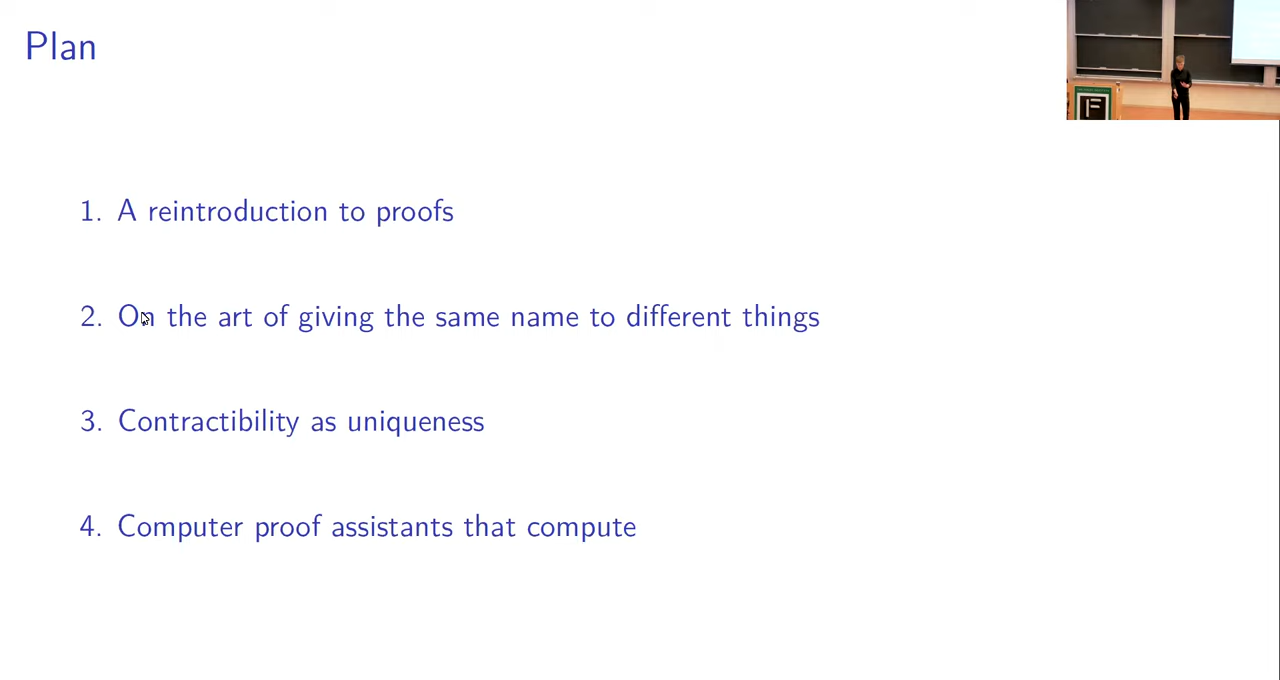 Plan
1. A reintroduction to proofs
2. On the art of giving the same name to different things
3. Contractibility as uniqueness
4. Computer proof assistants that compute
F